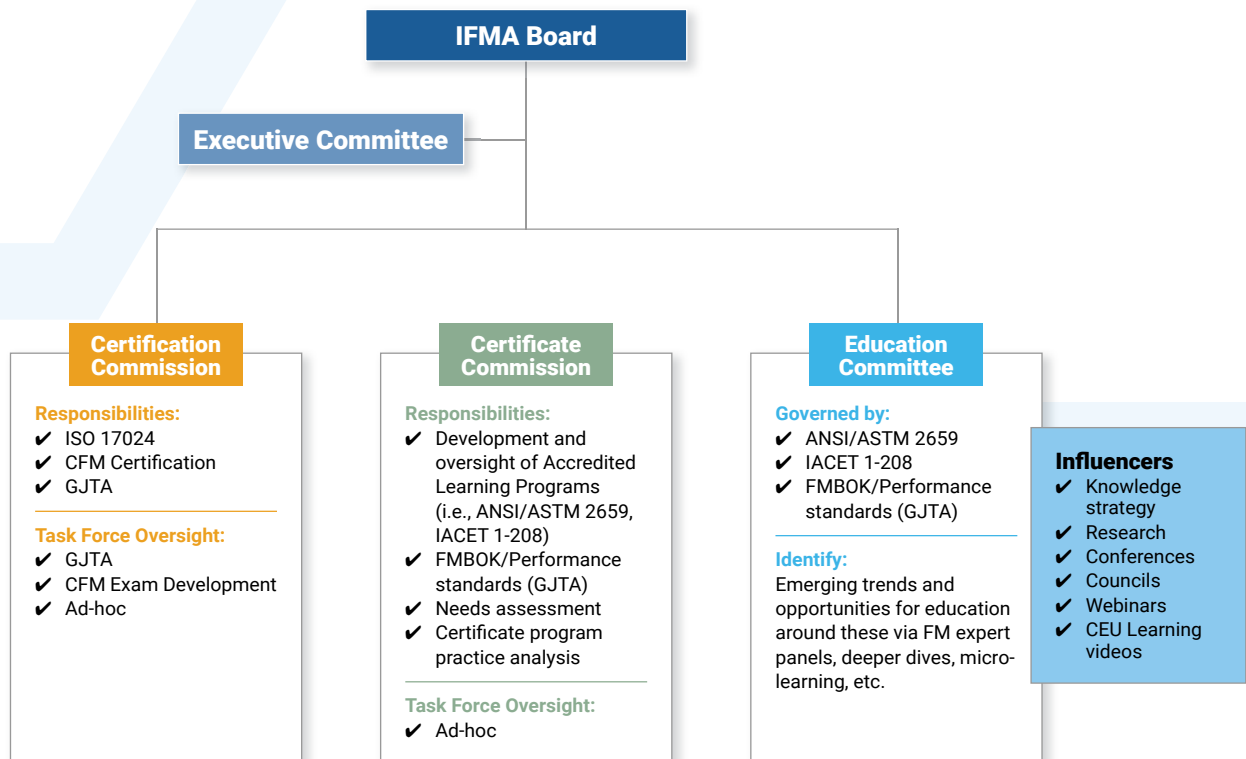 IFMA Board
Executive Committee
Certification
Commission
Responsibilities:
✔ ISO 17024
✔ CFM Certification
✔ GJTA
Task Force Oversight:
✔ GJTA
✔ CFM Exam Development
✔ Ad-hoc
Certificate
Commission
Responsibilities:
✔ Development and
oversight of Accredited
Learning Programs
(i.e., ANSI/ASTM 2659,
IACET 1-208)
✔ FMBOK/Performance
standards (GJTA)
✔ Needs assessment
✔ Certificate program
practice analysis
Task Force Oversight:
✔ Ad-hoc
Education
Committee
Governed by:
✔ ANSI/ASTM 2659
✔ IACET 1-208
✔ FMBOK/Performance
standards (GJTA)
Identify:
Emerging trends and
opportunities for education
around these via FM expert
panels, deeper dives, micro-
learning, etc.
Influencers
✔ Knowledge
strategy
✔ Research
✔ Conferences
✔ Councils
✔ Webinars
✔ CEU Learning
videos